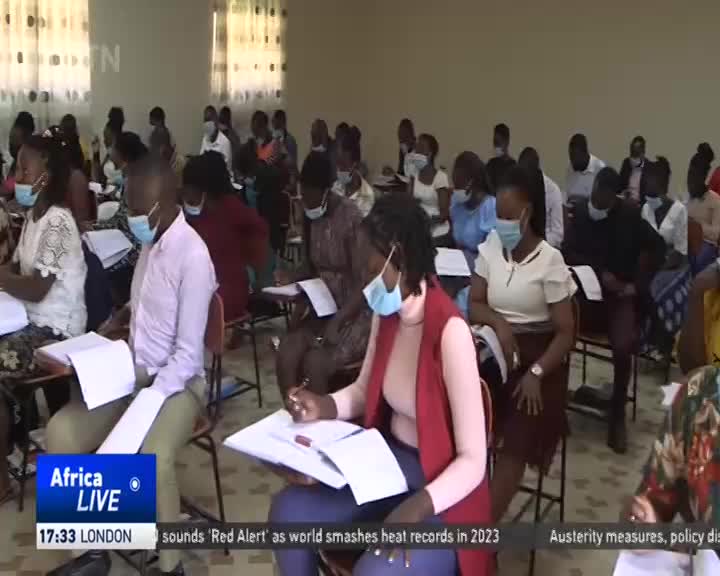 TN
Africa
LIVE
17:33 LONDON
N sounds 'Red Alert' as world smashes heat records in 2023 Austerity measures, policy dis